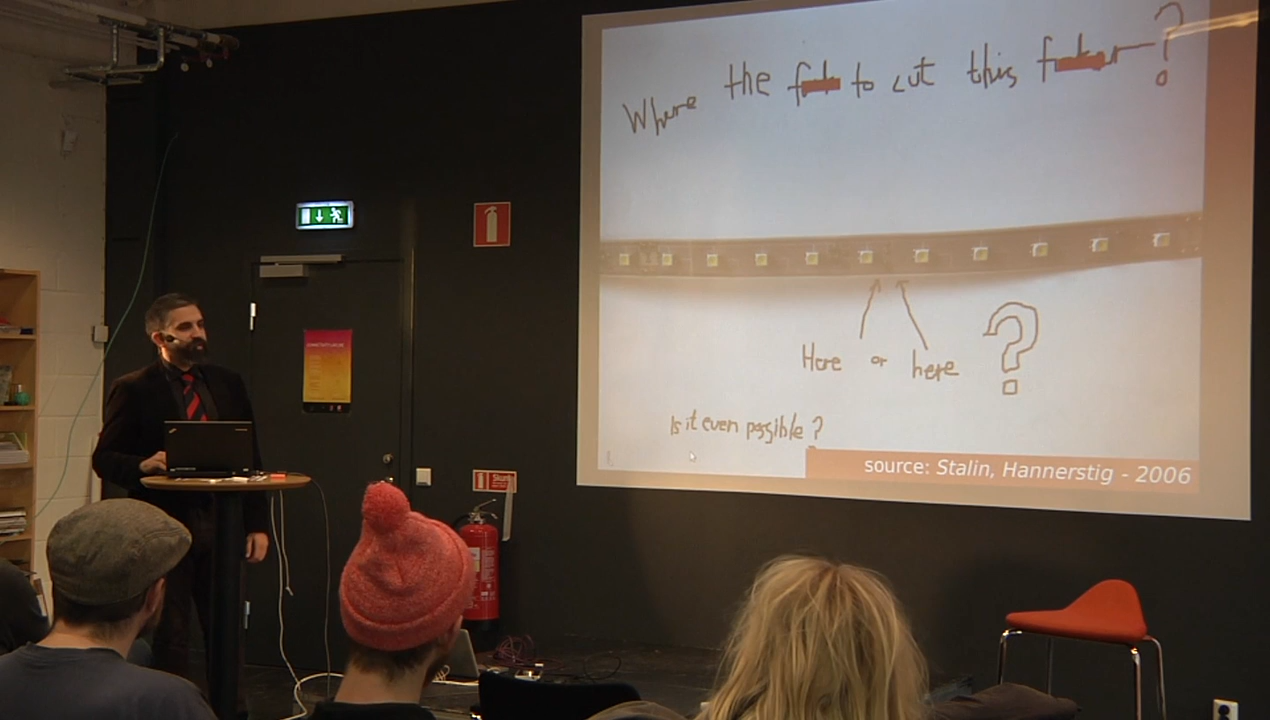 Where the to cut this ?
Here or here ?
Is it even possible ?
source: Stalin, Hannerstig - 2006